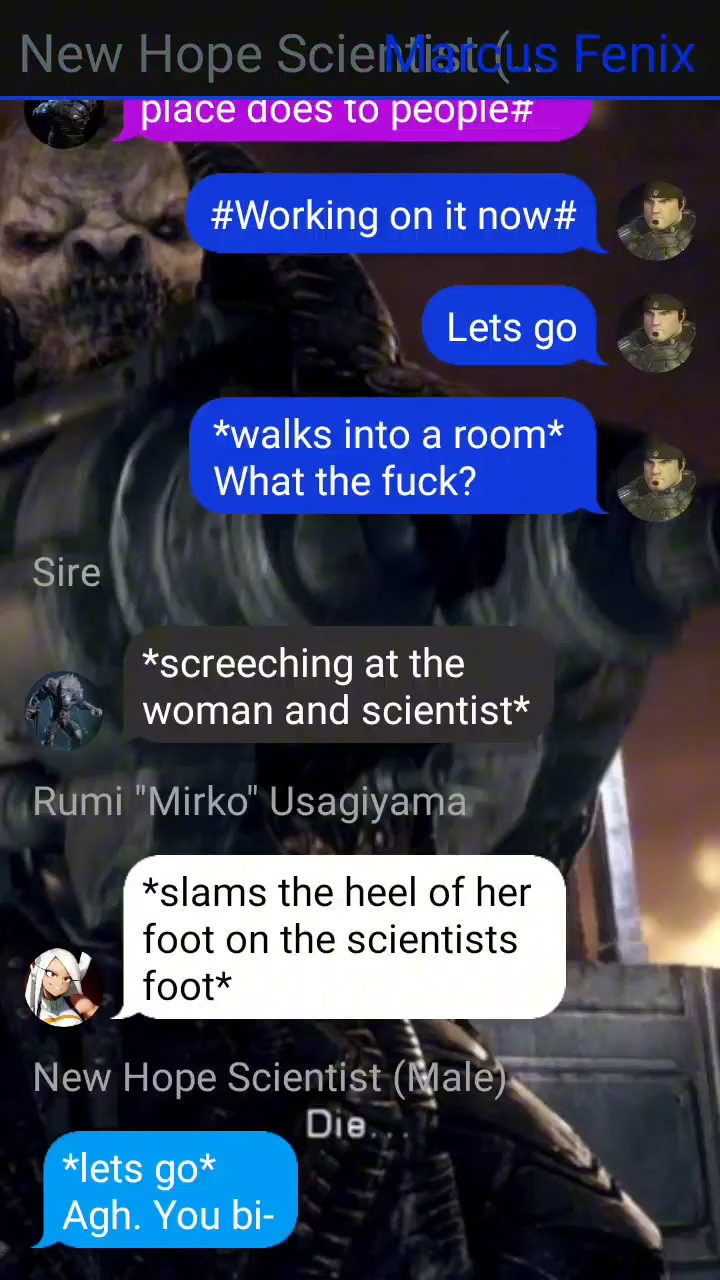 New Hope Scientist (...
Marcus Fenix
place does to people#
#Working on it now#
Lets go
*walks into a room*
What the fuck?
Sire
*screeching at the
woman and scientist*
Rumi "Mirko" Usagiyama
*slams the heel of her
foot on the scientists
foot*
New Hope Scientist (Male)
Die...
*lets go*
Agh. You bi-